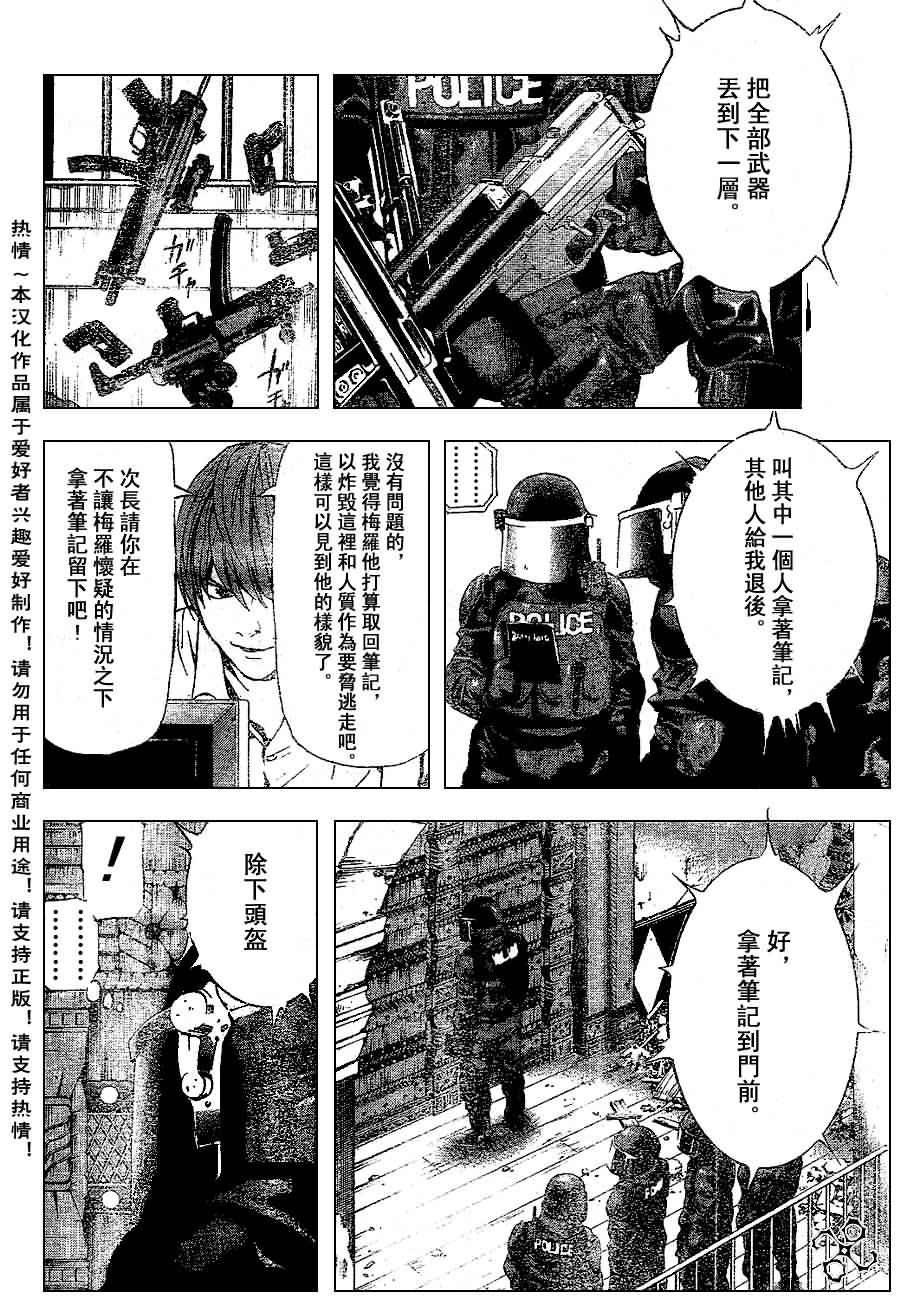 把全部武器
丟到下一層。
POLICE
ガチャ
ガチャ
叫其中一個人拿著筆記，
其他人給我退後。
………
POLICE
沒有問題的，
我覺得梅羅他打算取回筆記，
以炸毀這裡和人質作為要脅逃走吧。
這樣可以見到他的樣貌了。
次長請你在
不讓梅羅懷疑的情況之下
拿著筆記留下吧！
好，
拿著筆記到門前。
POLICE
除下頭盔
！
………
热情～本汉化作品属于爱好者兴趣爱好制作！请勿用于任何商业用途！请支持正版！请支持热情！